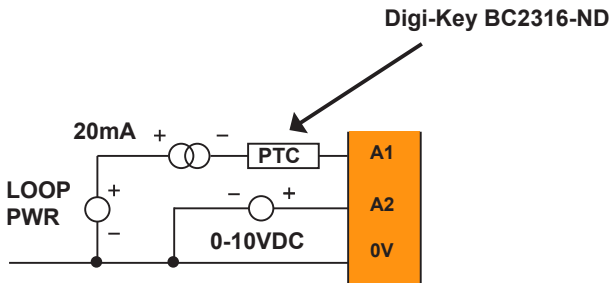 Digi-Key BC2316-ND
20mA + −
PTC
A1
LOOP
PWR
+
−
− +
A2
0-10VDC
0V